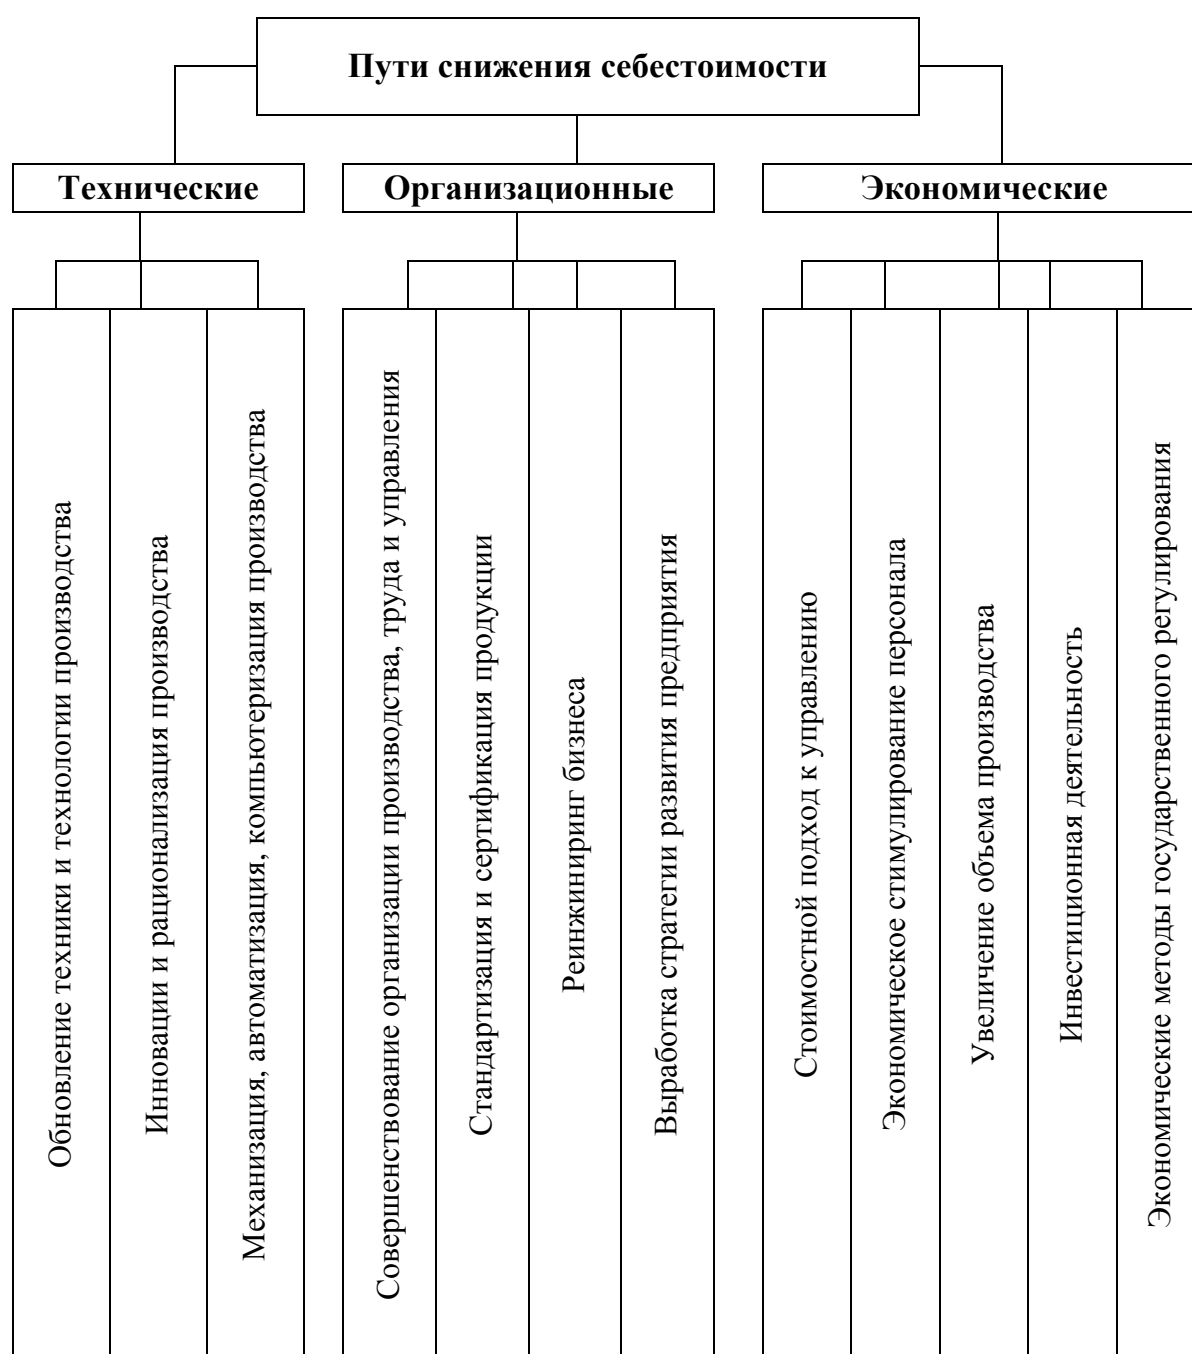 Пути снижения себестоимости
Технические
Организационные
Экономические
Обновление техники и технологии производства
Инновации и рационализация производства
Механизация, автоматизация, компьютеризация производства
Совершенствование организации производства, труда и управления
Стандартизация и сертификация продукции
Реинжиниринг бизнеса
Выработка стратегии развития предприятия
Стоимостной подход к управлению
Экономическое стимулирование персонала
Увеличение объема производства
Инвестиционная деятельность
Экономические методы государственного регулирования